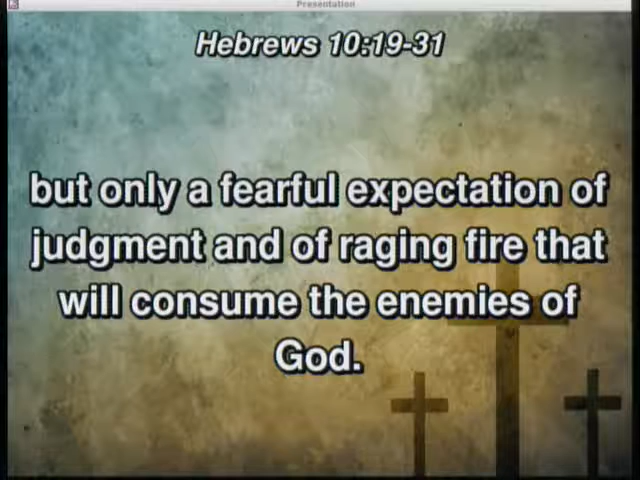 Presentation
Hebrews 10:19-31
but only a fearful expectation of
judgment and of raging fire that
will consume the enemies of
God.